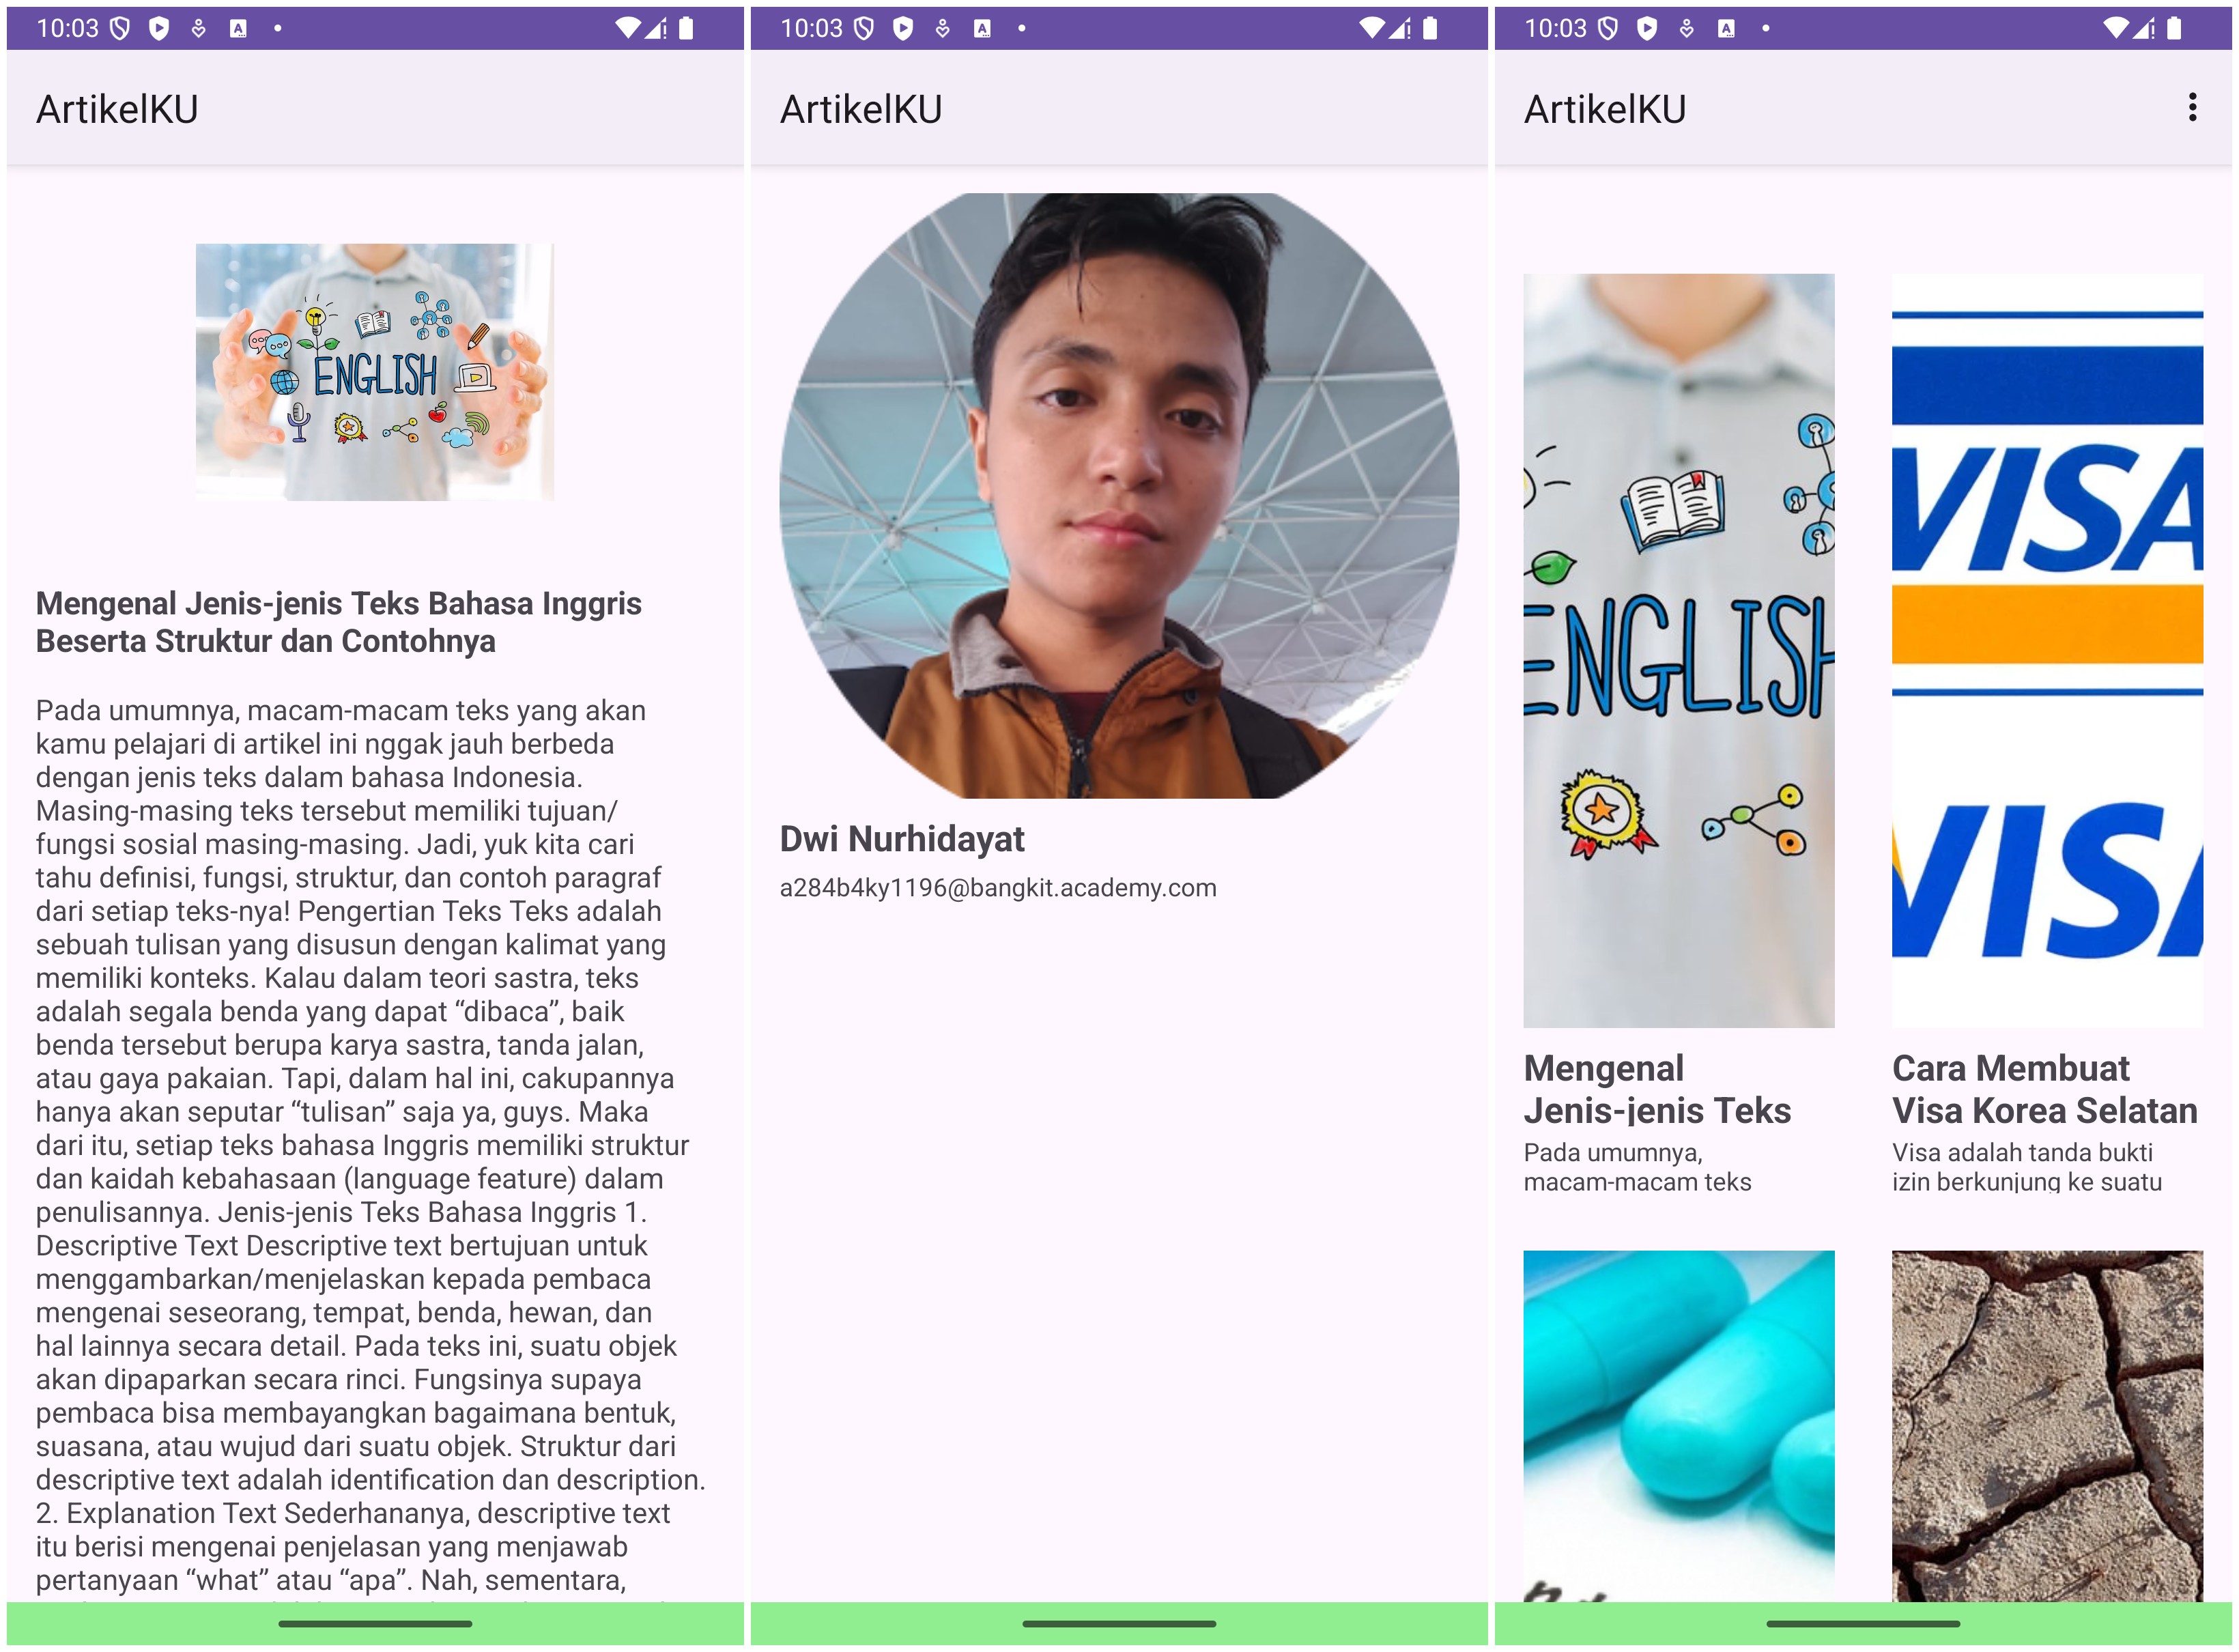 10:03
ArtikelKU
ENGLISH
Mengenal Jenis-jenis Teks Bahasa Inggris
Beserta Struktur dan Contohnya
Pada umumnya, macam-macam teks yang akan
kamu pelajari di artikel ini nggak jauh berbeda
dengan jenis teks dalam bahasa Indonesia.
Masing-masing teks tersebut memiliki tujuan/
fungsi sosial masing-masing. Jadi, yuk kita cari
tahu definisi, fungsi, struktur, dan contoh paragraf
dari setiap teks-nya! Pengertian Teks Teks adalah
sebuah tulisan yang disusun dengan kalimat yang
memiliki konteks. Kalau dalam teori sastra, teks
adalah segala benda yang dapat “dibaca”, baik
benda tersebut berupa karya sastra, tanda jalan,
atau gaya pakaian. Tapi, dalam hal ini, cakupannya
hanya akan seputar “tulisan” saja ya, guys. Maka
dari itu, setiap teks bahasa Inggris memiliki struktur
dan kaidah kebahasaan (language feature) dalam
penulisannya. Jenis-jenis Teks Bahasa Inggris 1.
Descriptive Text Descriptive text bertujuan untuk
menggambarkan/menjelaskan kepada pembaca
mengenai seseorang, tempat, benda, hewan, dan
hal lainnya secara detail. Pada teks ini, suatu objek
akan dipaparkan secara rinci. Fungsinya supaya
pembaca bisa membayangkan bagaimana bentuk,
suasana, atau wujud dari suatu objek. Struktur dari
descriptive text adalah identification dan description.
2. Explanation Text Sederhananya, descriptive text
itu berisi mengenai penjelasan yang menjawab
pertanyaan “what” atau “apa”. Nah, sementara,
10:03
ArtikelKU
Dwi Nurhidayat
a284b4ky1196@bangkit.academy.com
10:03
ArtikelKU
ENGLISH
Mengenal
Jenis-jenis Teks
Pada umumnya,
macam-macam teks
VISA
VISA
Cara Membuat
Visa Korea Selatan
Visa adalah tanda bukti
izin berkunjung ke suatu